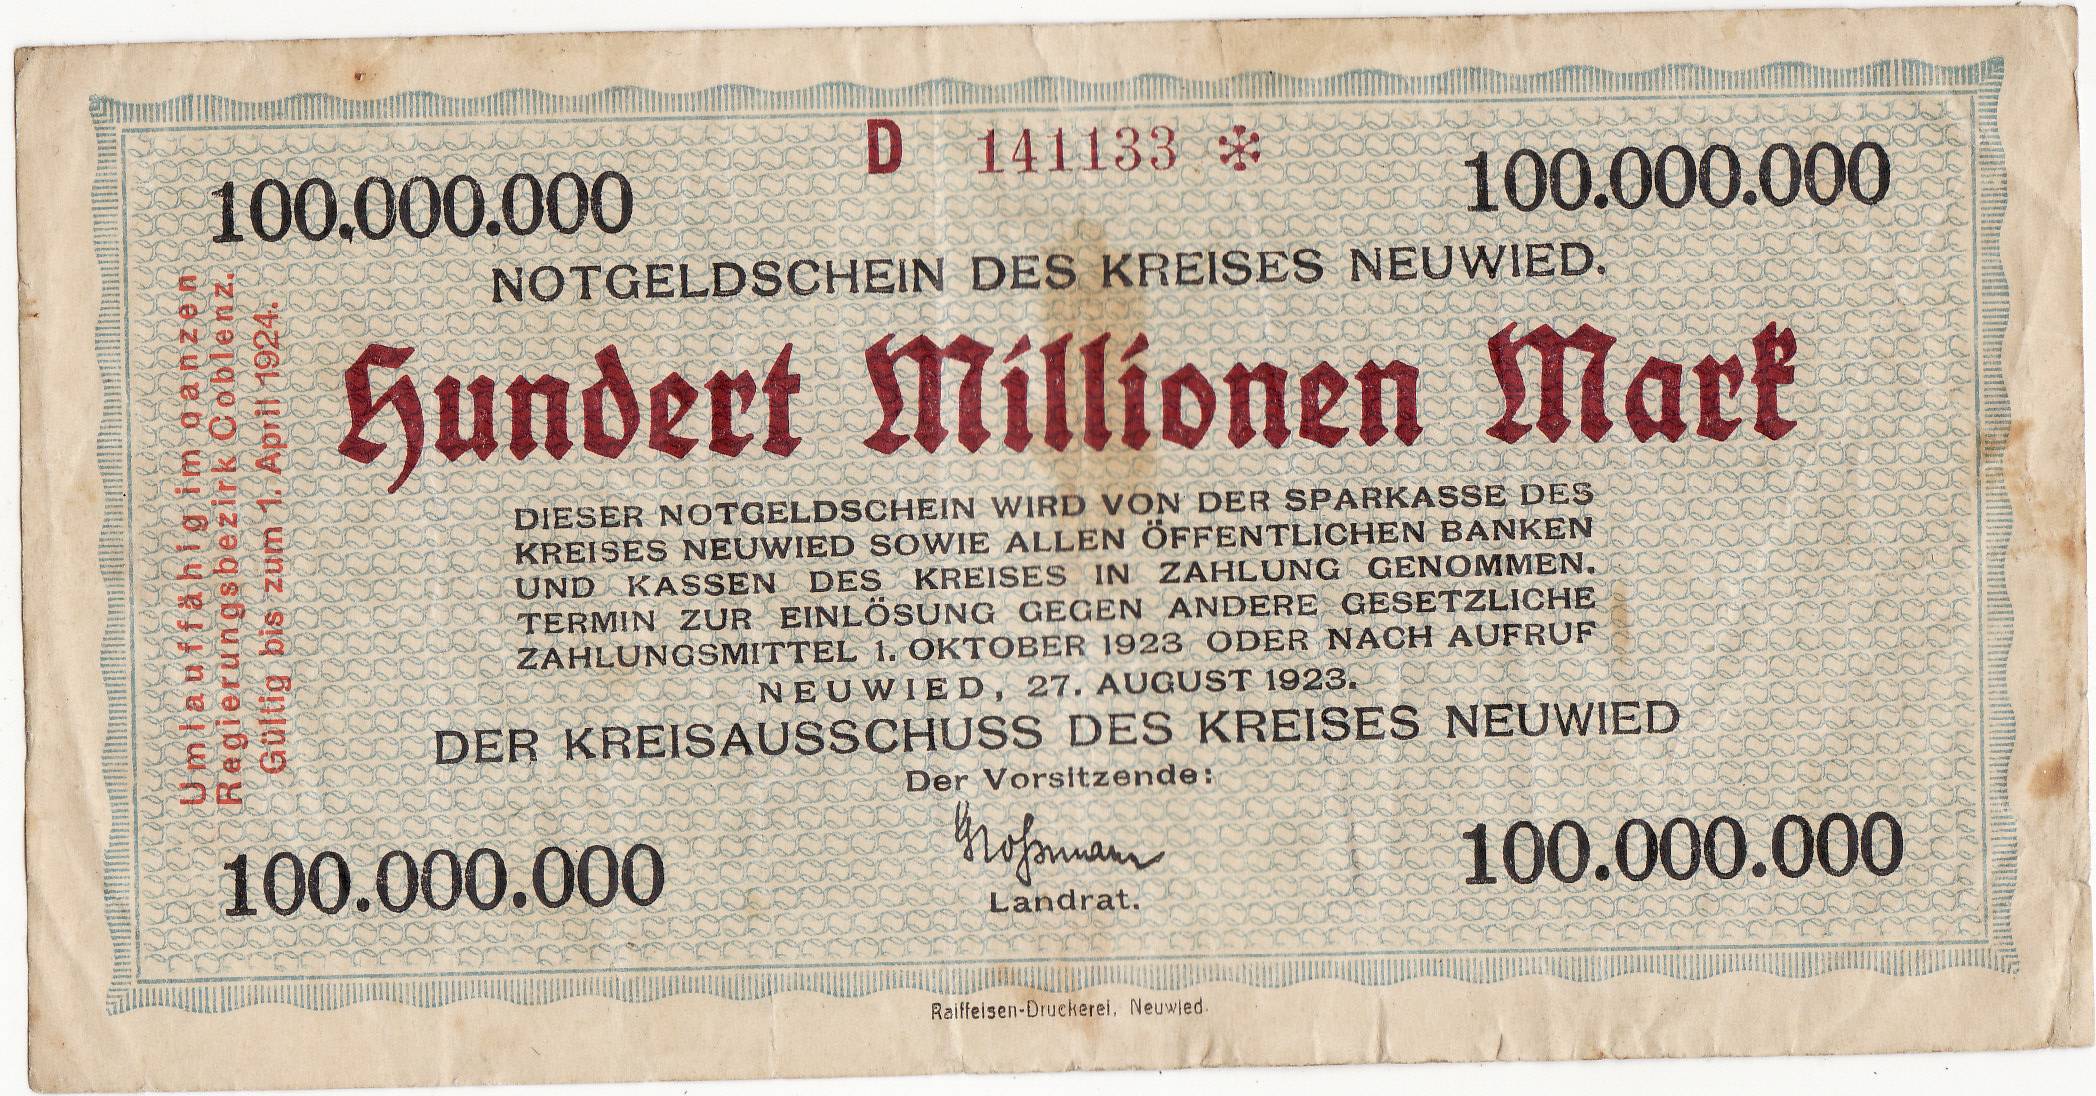 D 141133 *
100.000.000 100.000.000
NOTGELDSCHEIN DES KREISES NEUWIED.
Hundert Millionen Mark
DIESER NOTGELDSCHEIN WIRD VON DER SPARKASSE DES
KREISES NEUWIED SOWIE ALLEN ÖFFENTLICHEN BANKEN
UND KASSEN DES KREISES IN ZAHLUNG GENOMMEN.
TERMIN ZUR EINLÖSUNG GEGEN ANDERE GESETZLICHE
ZAHLUNGSMITTEL 1. OKTOBER 1923 ODER NACH AUFRUF
NEUWIED, 27. AUGUST 1923.
DER KREISAUSSCHUSS DES KREISES NEUWIED
Der Vorsitzende:
Landrat.
100.000.000 100.000.000
Raiffeisen-Druckerei, Neuwied.
Umlauffähig im ganzen
Regierungsbezirk Coblenz.
Gültig bis zum 1. April 1924.